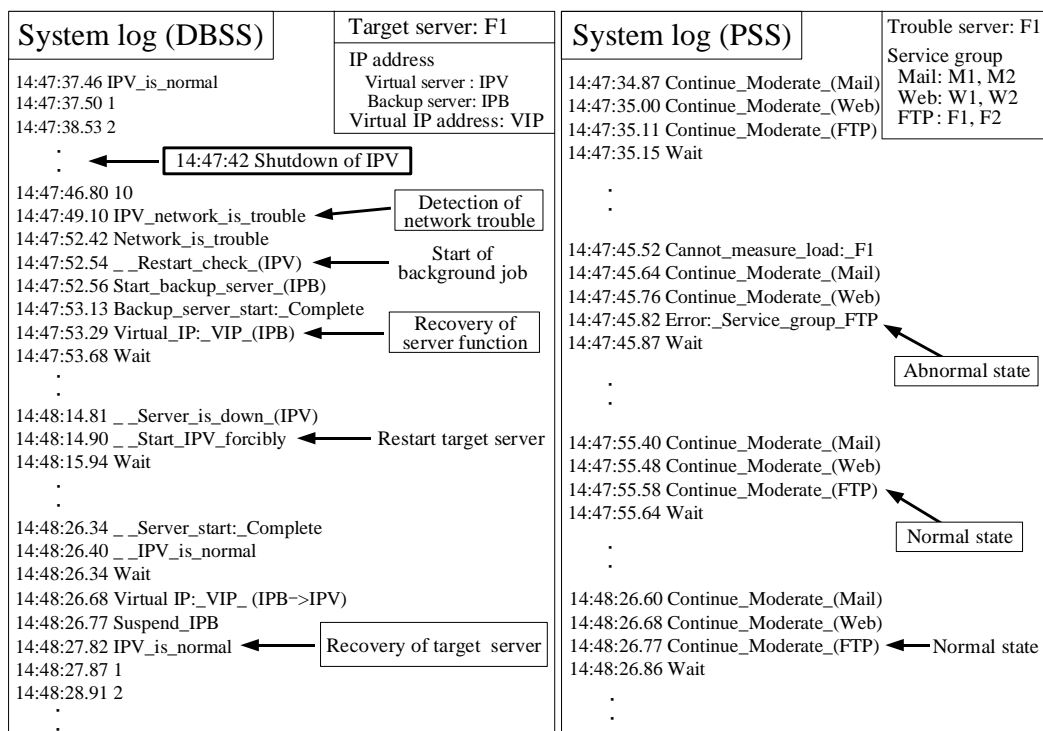 System log (DBSS)
Target server: F1
IP address
Virtual server : IPV
Backup server: IPB
Virtual IP address: VIP
14:47:37.46 IPV_is_normal
14:47:37.50 1
14:47:38.53 2
14:47:42 Shutdown of IPV
14:47:46.80 10
14:47:49.10 IPV_network_is_trouble
Detection of
network trouble
14:47:52.42 Network_is_trouble
14:47:52.54 _ _Restart_check_(IPV)
Start of
background job
14:47:52.56 Start_backup_server_(IPB)
14:47:53.13 Backup_server_start:_Complete
14:47:53.29 Virtual_IP:_VIP_(IPB)
Recovery of
server function
14:47:53.68 Wait
14:48:14.81 _ _Server_is_down_(IPV)
14:48:14.90 _ _Start_IPV_forcibly
Restart target server
14:48:15.94 Wait
14:48:26.34 _ _Server_start:_Complete
14:48:26.40 _ _IPV_is_normal
14:48:26.34 Wait
14:48:26.68 Virtual IP:_VIP_ (IPB->IPV)
14:48:26.77 Suspend_IPB
14:48:27.82 IPV_is_normal
Recovery of target server
14:48:27.87 1
14:48:28.91 2
System log (PSS)
Trouble server: F1
Service group
Mail: M1, M2
Web: W1, W2
FTP : F1, F2
14:47:34.87 Continue_Moderate_(Mail)
14:47:35.00 Continue_Moderate_(Web)
14:47:35.11 Continue_Moderate_(FTP)
14:47:35.15 Wait
14:47:45.52 Cannot_measure_load:_F1
14:47:45.64 Continue_Moderate_(Mail)
14:47:45.76 Continue_Moderate_(Web)
14:47:45.82 Error:_Service_group_FTP
14:47:45.87 Wait
Abnormal state
14:47:55.40 Continue_Moderate_(Mail)
14:47:55.48 Continue_Moderate_(Web)
14:47:55.58 Continue_Moderate_(FTP)
14:47:55.64 Wait
Normal state
14:48:26.60 Continue_Moderate_(Mail)
14:48:26.68 Continue_Moderate_(Web)
14:48:26.77 Continue_Moderate_(FTP)
Normal state
14:48:26.86 Wait